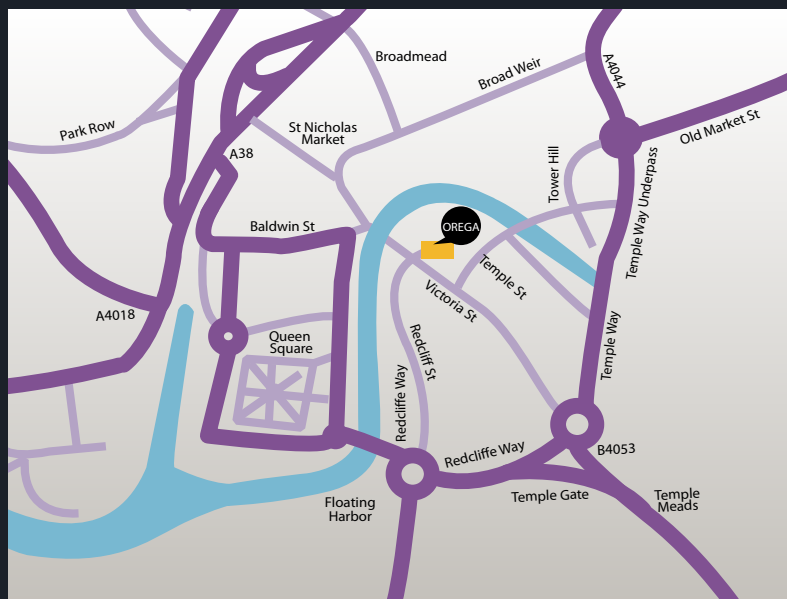 Broadmead
Broad Weir
A4044
Old Market St
Park Row
St Nicholas
Market
A38
Tower Hill
Temple Way Underpass
Baldwin St
OREGA
Temple St
Victoria St
A4018
Queen
Square
Redcliff St
Temple Way
Redcliffe Way
Redcliffe Way
B4053
Temple Gate
Temple
Meads
Floating
Harbor